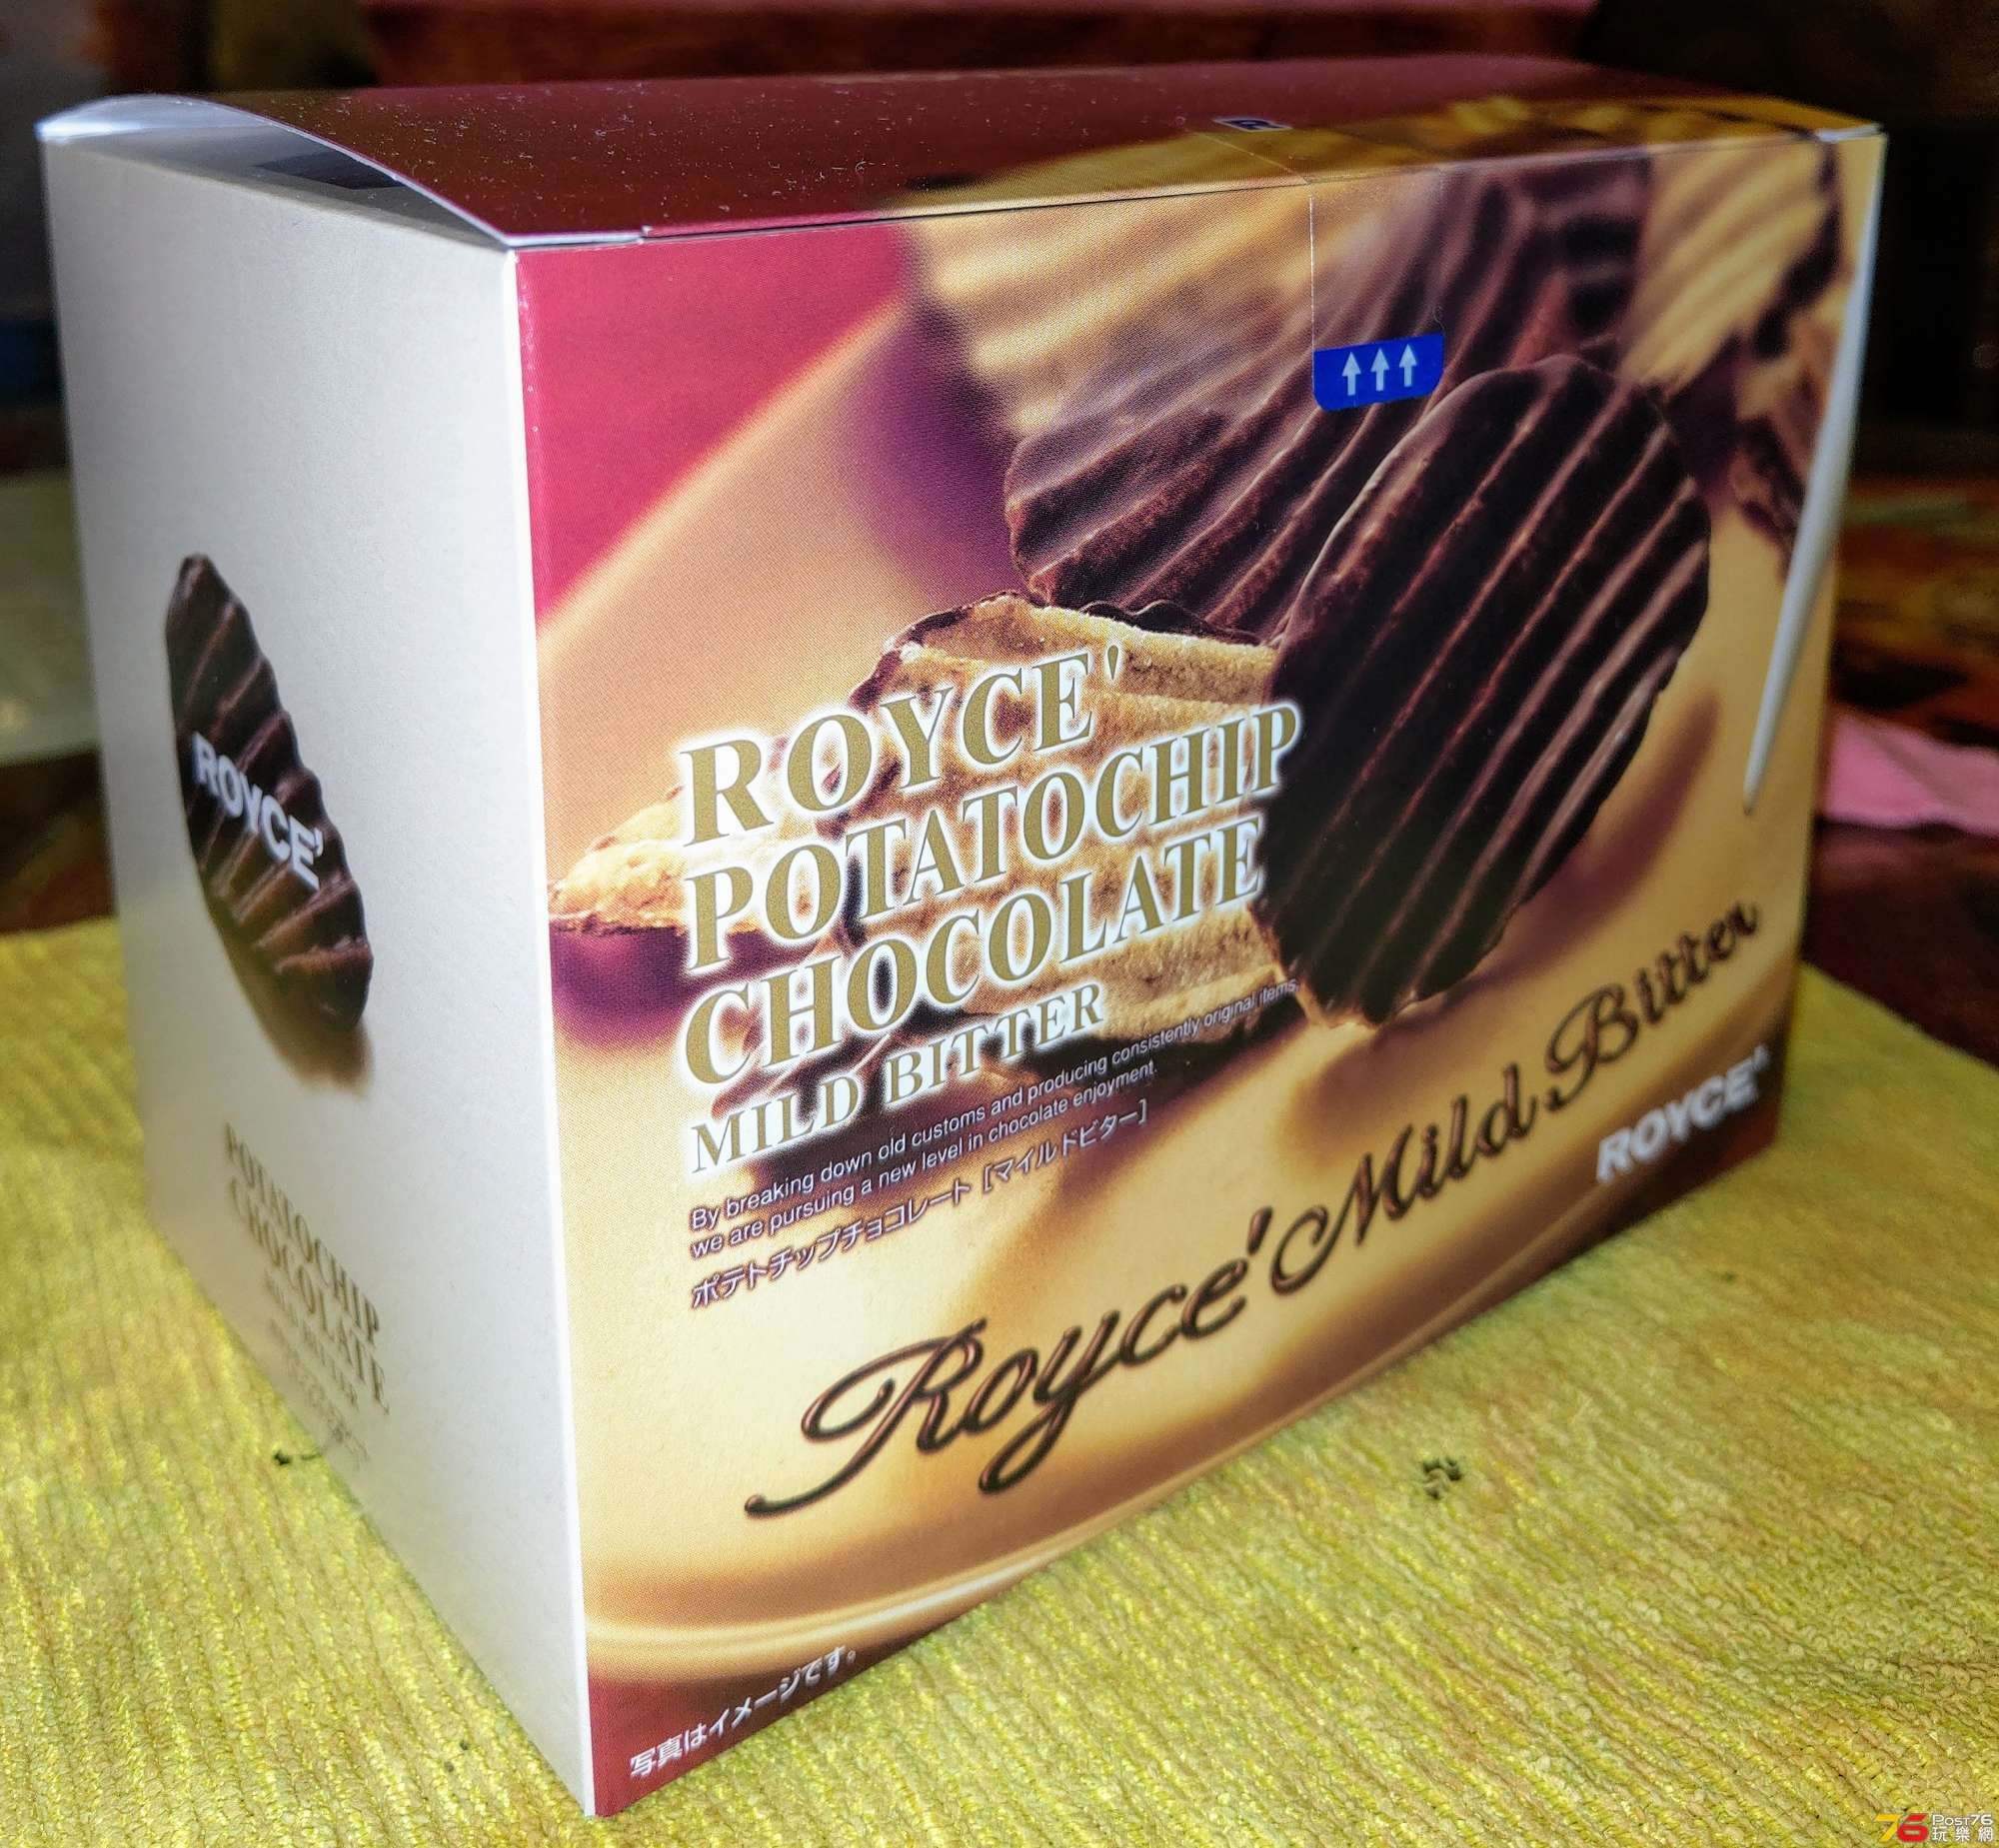 ROYCE'
POTATOCHIP
CHOCOLATE
MILD BITTER
By breaking down old customs and producing consistently original items,
we are pursuing a new level in chocolate enjoyment.
ポテトチップチョコレート［マイルドビター］
Royce' Mild Bitter
ROYCE'
写真はイメージです。
ROYCE'
POTATOCHIP
CHOCOLATE
MILD BITTER
Post76
玩樂網